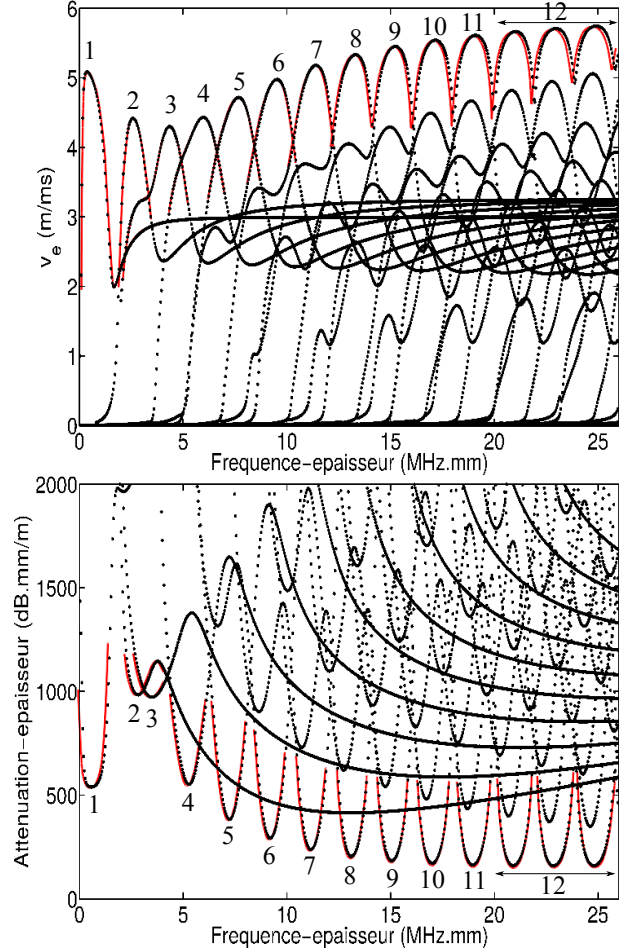 6
5
4
3
2
1
0
v_e (m/ms)
1 2 3 4 5 6 7 8 9 10 11 12
0 5 10 15 20 25
Frequence-epaisseur (MHz.mm)
2000
1500
1000
500
0
Attenuation-epaisseur (dB.mm/m)
1 2 3 4 5 6 7 8 9 10 11 12
0 5 10 15 20 25
Frequence-epaisseur (MHz.mm)